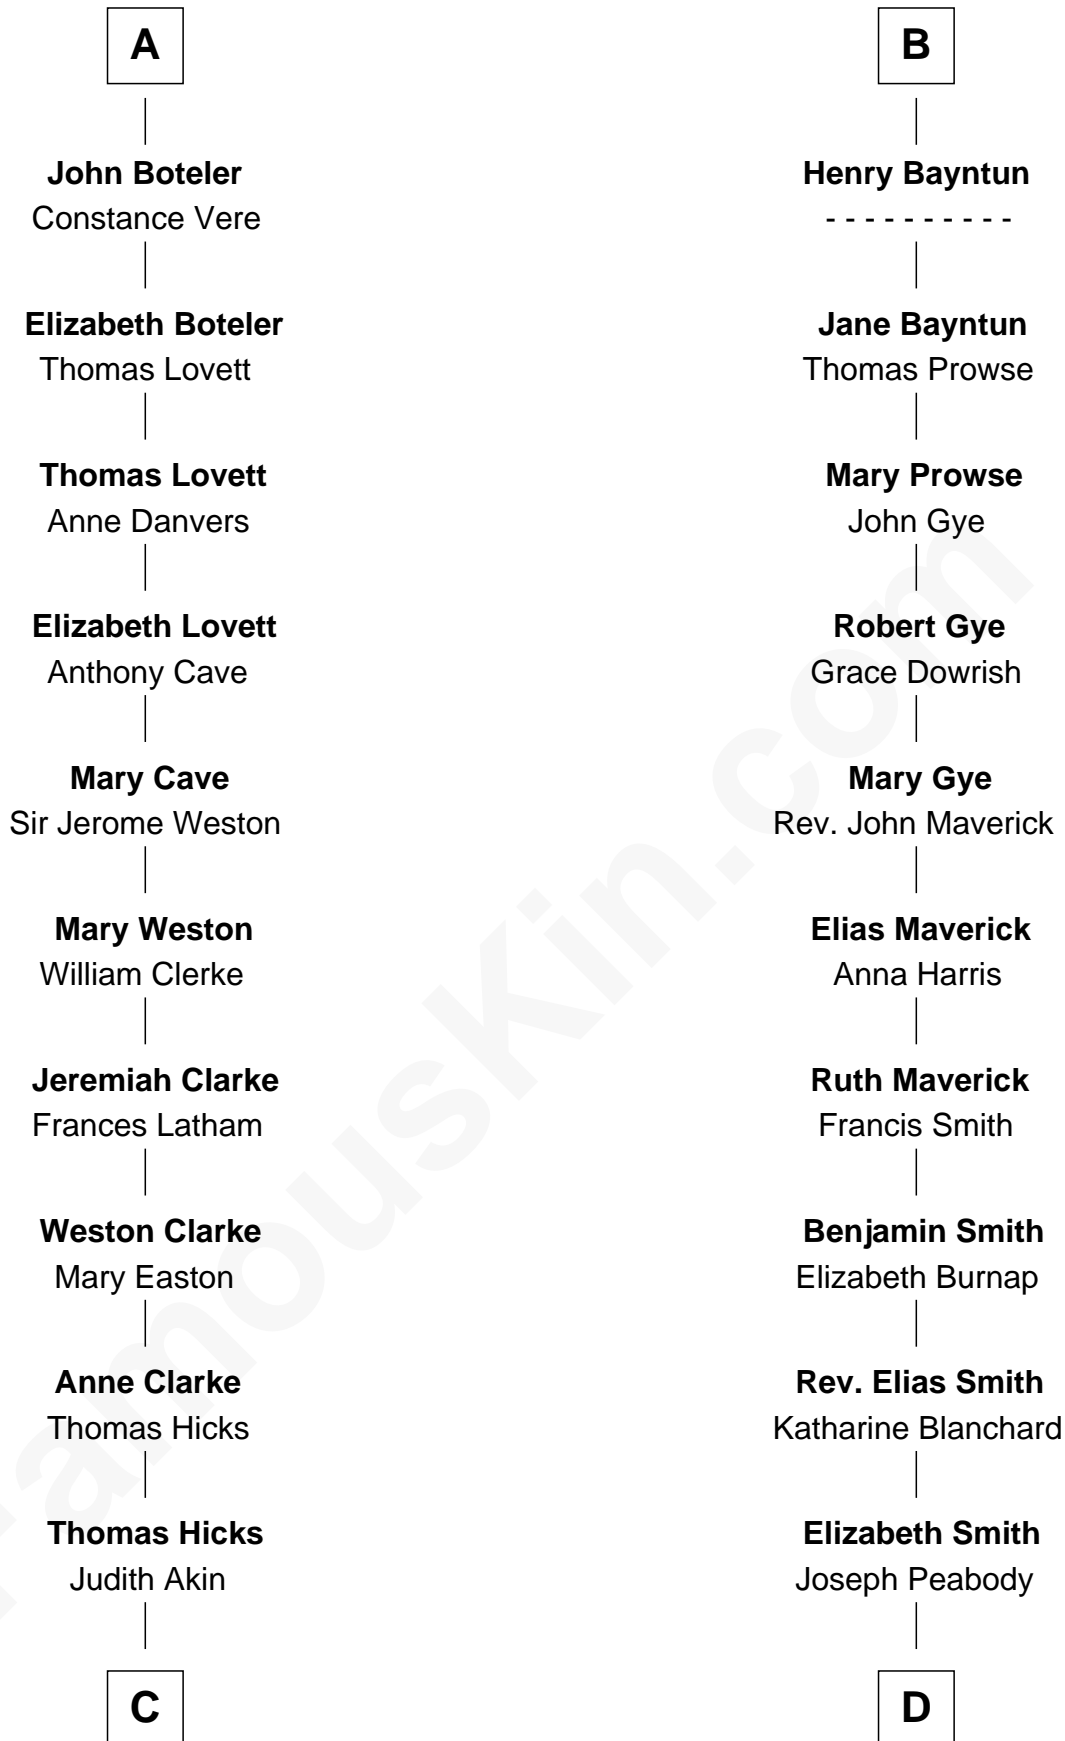 A
John Boteler
Constance Vere
Elizabeth Boteler
Thomas Lovett
Thomas Lovett
Anne Danvers
Elizabeth Lovett
Anthony Cave
Mary Cave
Sir Jerome Weston
Mary Weston
William Clerke
Jeremiah Clarke
Frances Latham
Weston Clarke
Mary Easton
Anne Clarke
Thomas Hicks
Thomas Hicks
Judith Akin
C
B
Henry Bayntun
- - - - - - - - - -
Jane Bayntun
Thomas Prowse
Mary Prowse
John Gye
Robert Gye
Grace Dowrish
Mary Gye
Rev. John Maverick
Elias Maverick
Anna Harris
Ruth Maverick
Francis Smith
Benjamin Smith
Elizabeth Burnap
Rev. Elias Smith
Katharine Blanchard
Elizabeth Smith
Joseph Peabody
D
FamousKin.com